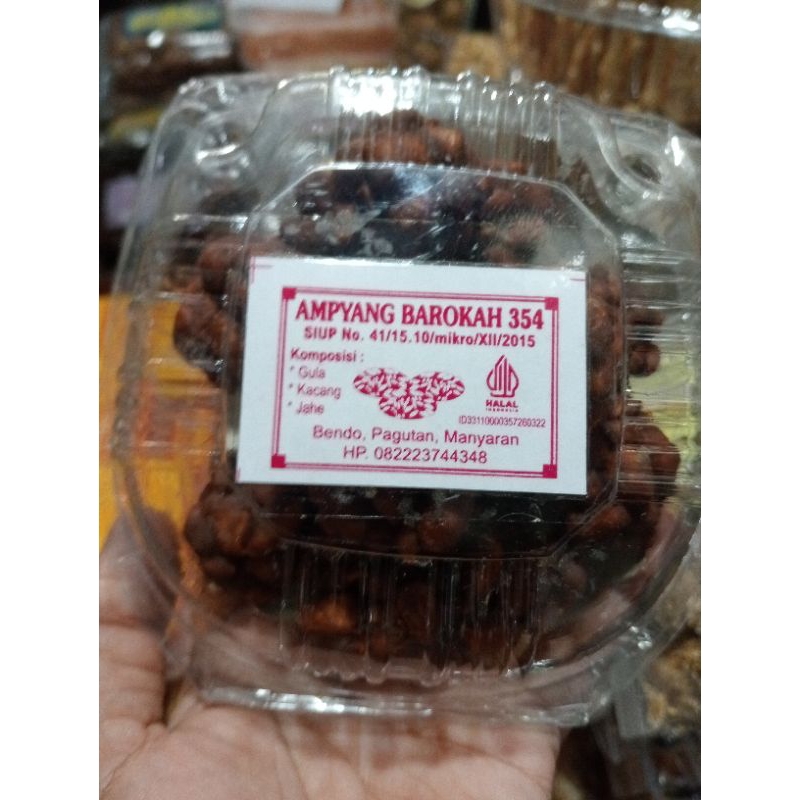 AMPYANG BAROKAH 354
SIUP No. 41/15.10/mikro/XII/2015
Komposisi :
* Gula
* Kacang
* Jahe
HALAL
INDONESIA
ID33110000357260322
Bendo, Pagutan, Manyaran
HP. 082223744348